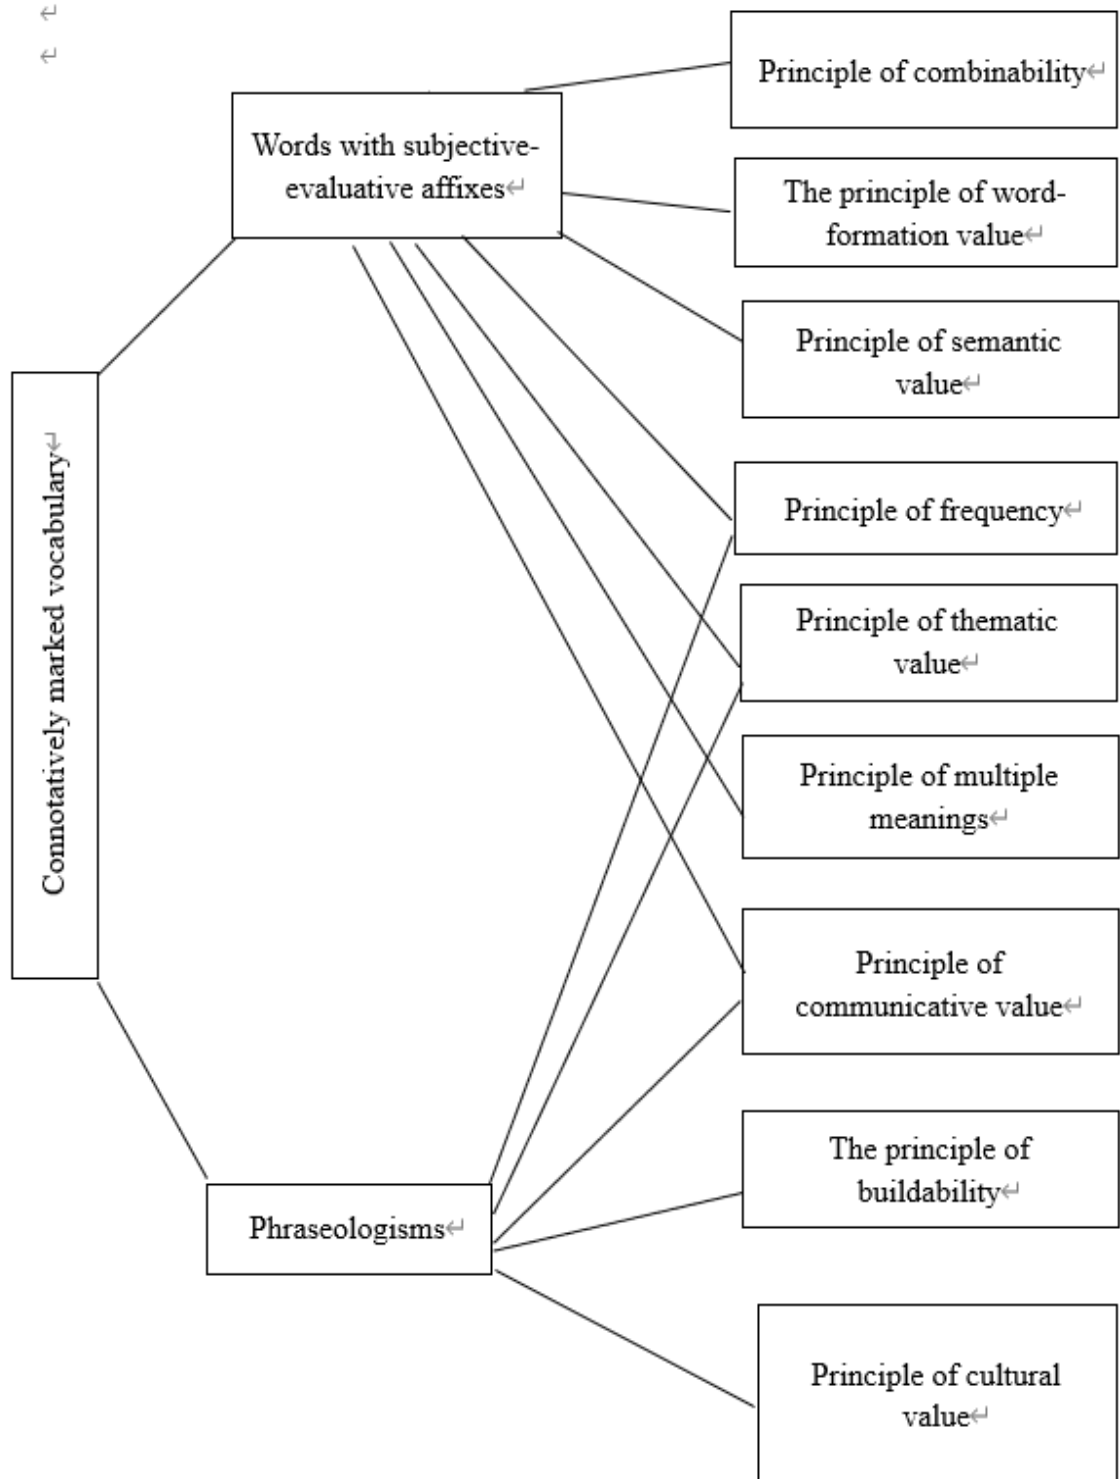 Principle of combinability
Words with subjective-
evaluative affixes
The principle of word-
formation value
Principle of semantic
value
Connotatively marked vocabulary
Principle of frequency
Principle of thematic
value
Principle of multiple
meanings
Principle of
communicative value
The principle of
buildability
Phraseologisms
Principle of cultural
value